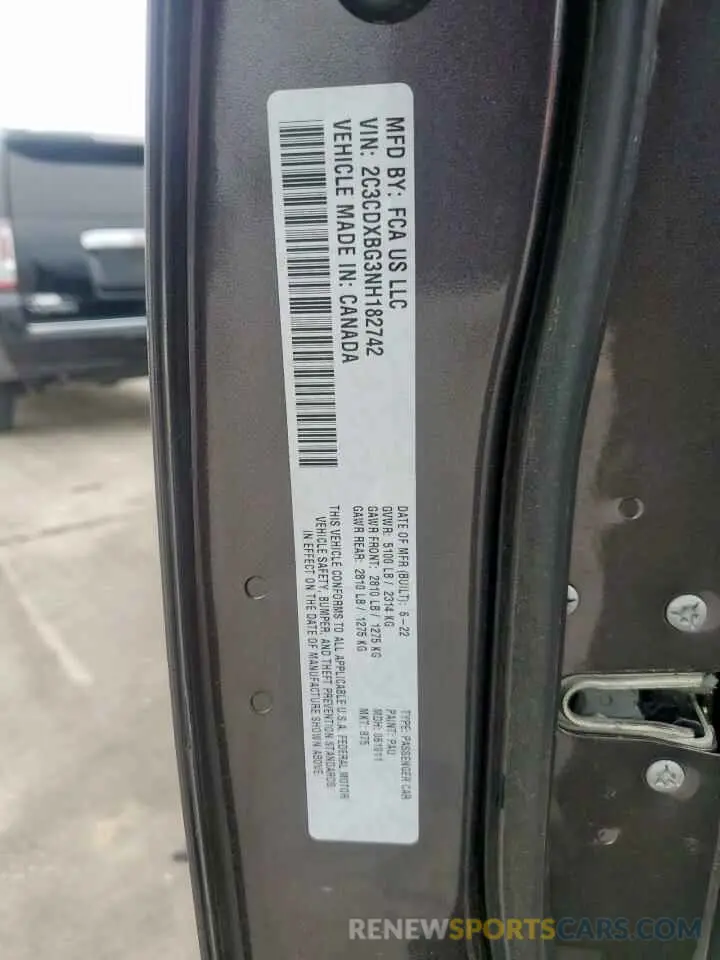 MFD BY: FCA US LLC
VIN: 2C3CDXBG3NH182742
VEHICLE MADE IN: CANADA
DATE OF MFR (BUILT): 6-22
GVWR: 5100 LB / 2314 KG
GAWR FRONT: 2810 LB / 1275 KG
GAWR REAR: 2810 LB / 1275 KG
THIS VEHICLE CONFORMS TO ALL APPLICABLE U.S.A. FEDERAL MOTOR
VEHICLE SAFETY, BUMPER, AND THEFT PREVENTION STANDARDS
IN EFFECT ON THE DATE OF MANUFACTURE SHOWN ABOVE:
TYPE: PASSENGER CAR
PAINT: PAU
MDH: 061011
MKT: 975
RENEWSPORTSCARS.COM